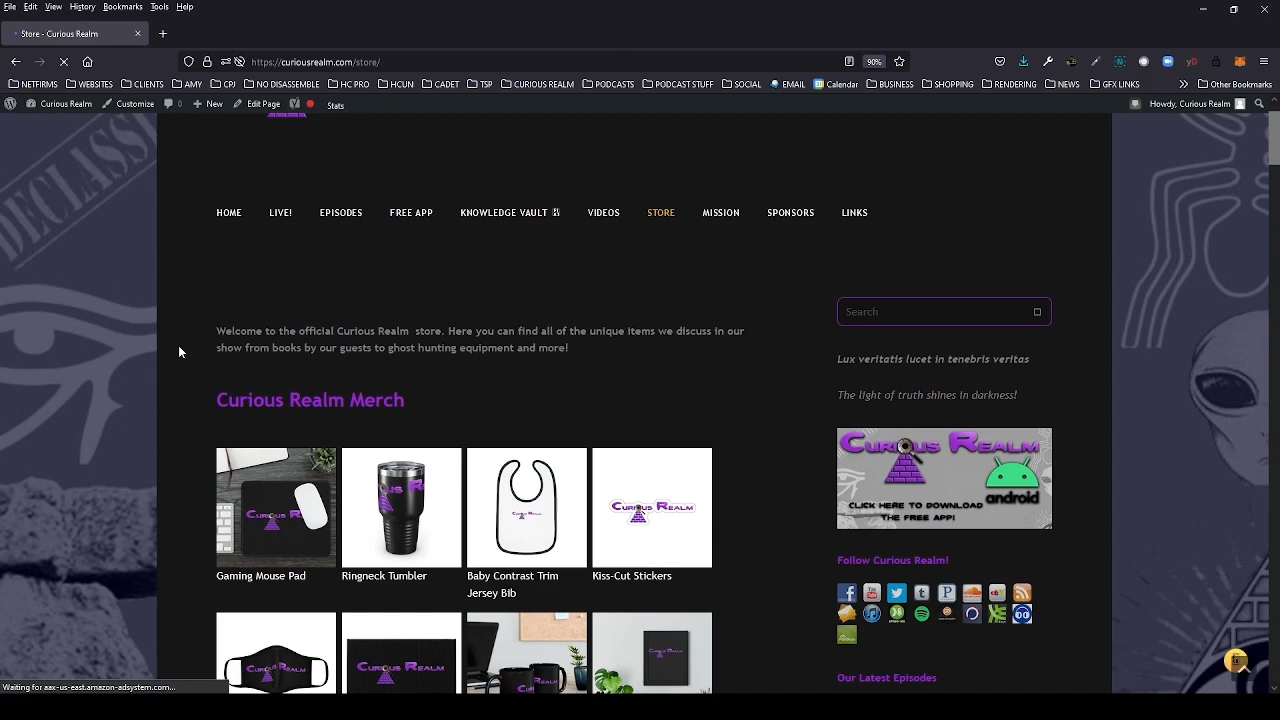 File Edit View History Bookmarks Tools Help
Store - Curious Realm
https://curiousrealm.com/store/
90%
NETFIRMS WEBSITES CLIENTS AMY CPJ NO DISASSEMBLE HC PRO HCUN CADET TSP CURIOUS REALM PODCASTS PODCAST STUFF SOCIAL EMAIL Calendar BUSINESS SHOPPING RENDERING NEWS GFX LINKS Other Bookmarks
Curious Realm Customize 0 New Edit Page Stats Howdy, Curious Realm
DECLASSIFIED
HOME LIVE! EPISODES FREE APP KNOWLEDGE VAULT VIDEOS STORE MISSION SPONSORS LINKS
Search
Welcome to the official Curious Realm store. Here you can find all of the unique items we discuss in our
show from books by our guests to ghost hunting equipment and more!
Lux veritatis lucet in tenebris veritas
The light of truth shines in darkness!
Curious Realm Merch
CURIOUS REALM
android
CLICK HERE TO DOWNLOAD
THE FREE APP!
CURIOUS REALM
Gaming Mouse Pad
Ringneck Tumbler
Baby Contrast Trim
Jersey Bib
Kiss-Cut Stickers
Follow Curious Realm!
CURIOUS REALM
Our Latest Episodes
Waiting for aax-us-east.amazon-adsystem.com...